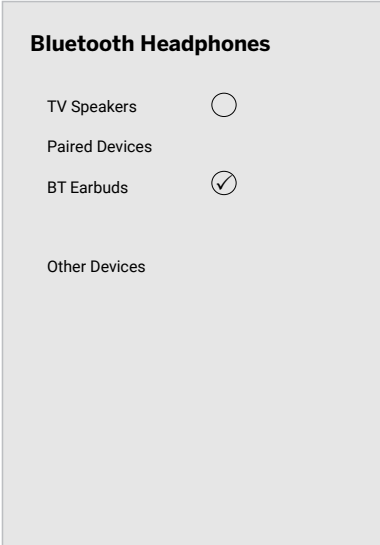 Bluetooth Headphones
TV Speakers
Paired Devices
BT Earbuds
Other Devices